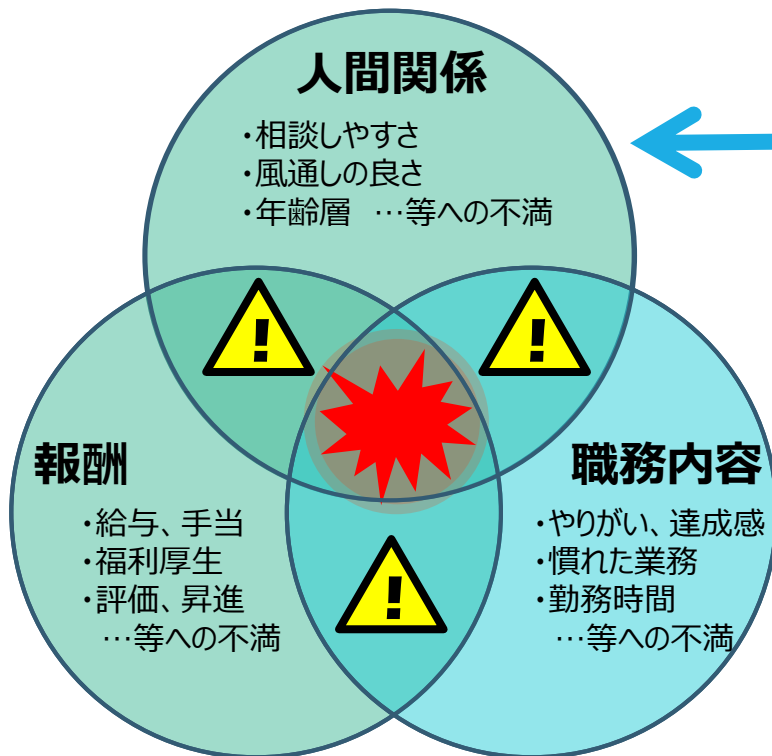 人間関係
・相談しやすさ
・風通しの良さ
・年齢層 …等への不満
!
!
報酬
・給与、手当
・福利厚生
・評価、昇進
…等への不満
職務内容
・やりがい、達成感
・慣れた業務
・勤務時間
…等への不満
!